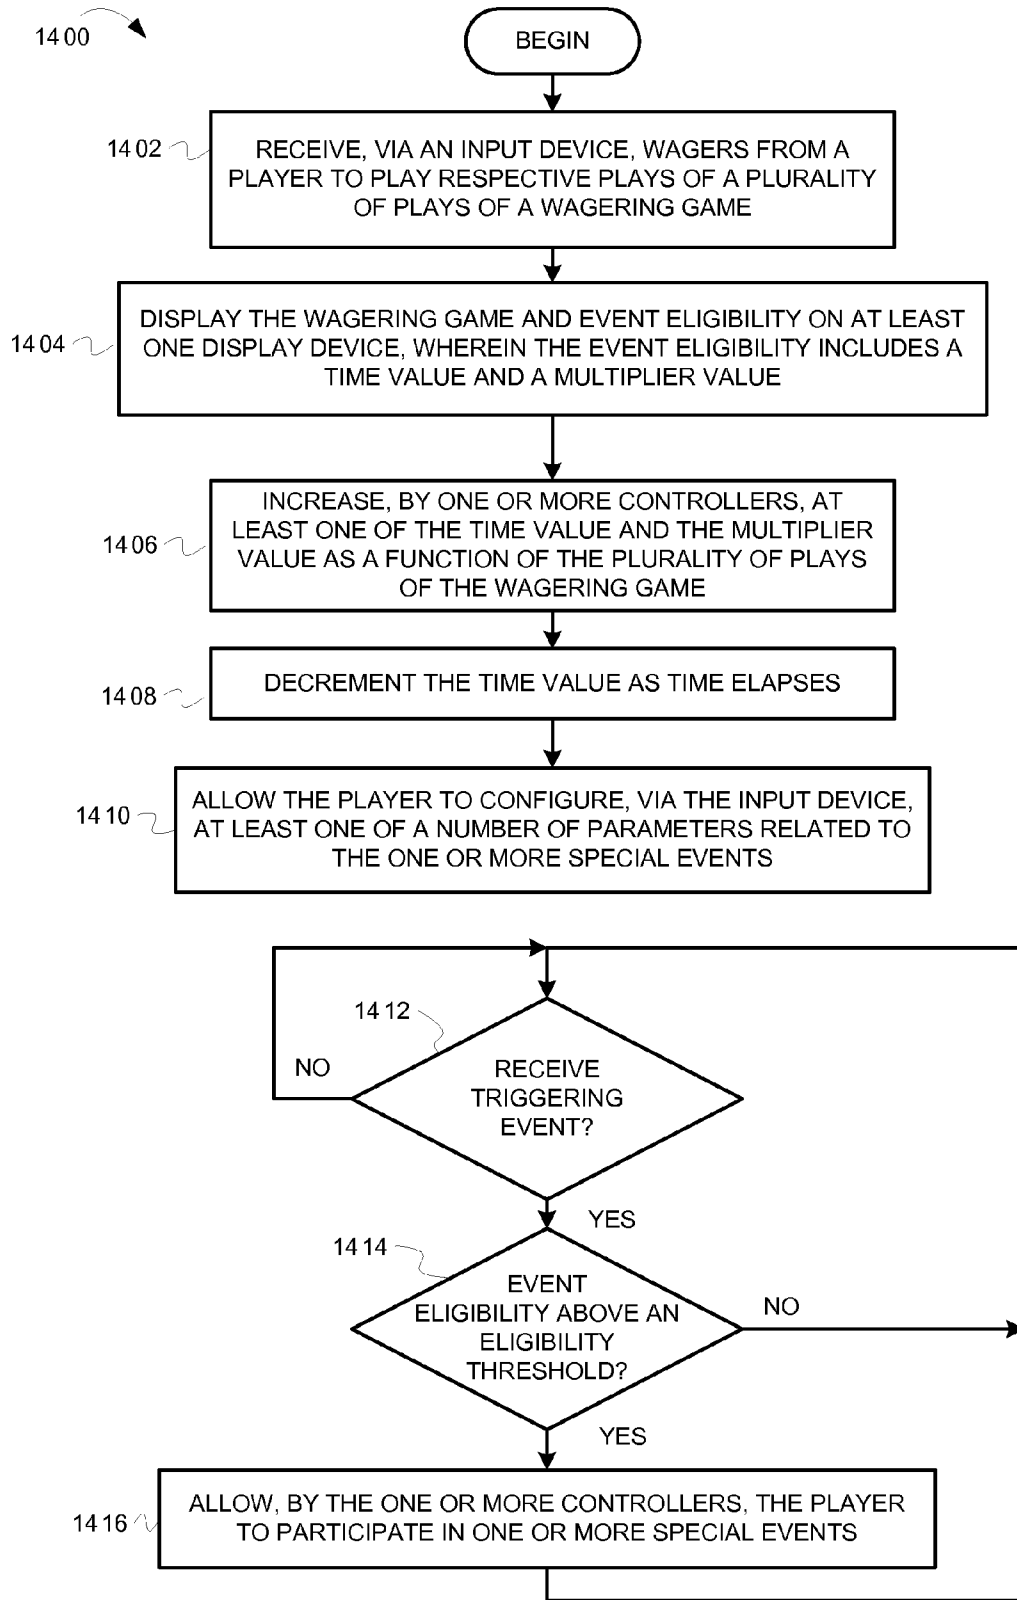 1400
BEGIN
1402
RECEIVE, VIA AN INPUT DEVICE, WAGERS FROM A
PLAYER TO PLAY RESPECTIVE PLAYS OF A PLURALITY
OF PLAYS OF A WAGERING GAME
1404
DISPLAY THE WAGERING GAME AND EVENT ELIGIBILITY ON AT LEAST
ONE DISPLAY DEVICE, WHEREIN THE EVENT ELIGIBILITY INCLUDES A
TIME VALUE AND A MULTIPLIER VALUE
1406
INCREASE, BY ONE OR MORE CONTROLLERS, AT
LEAST ONE OF THE TIME VALUE AND THE MULTIPLIER
VALUE AS A FUNCTION OF THE PLURALITY OF PLAYS
OF THE WAGERING GAME
1408
DECREMENT THE TIME VALUE AS TIME ELAPSES
1410
ALLOW THE PLAYER TO CONFIGURE, VIA THE INPUT DEVICE,
AT LEAST ONE OF A NUMBER OF PARAMETERS RELATED TO
THE ONE OR MORE SPECIAL EVENTS
1412
NO
RECEIVE
TRIGGERING
EVENT?
YES
1414
EVENT
ELIGIBILITY ABOVE AN
ELIGIBILITY
THRESHOLD?
NO
YES
1416
ALLOW, BY THE ONE OR MORE CONTROLLERS, THE PLAYER
TO PARTICIPATE IN ONE OR MORE SPECIAL EVENTS